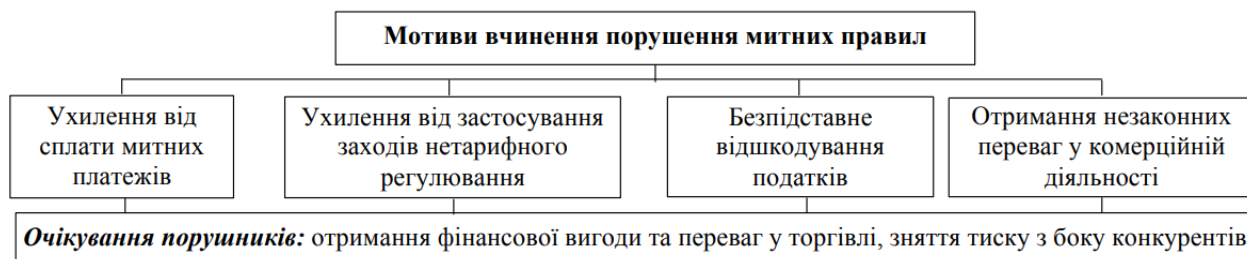 Мотиви вчинення порушення митних правил
Ухилення від
сплати митних
платежів
Ухилення від застосування
заходів нетарифного
регулювання
Безпідставне
відшкодування
податків
Отримання незаконних
переваг у комерційній
діяльності
Очікування порушників: отримання фінансової вигоди та переваг у торгівлі, зняття тиску з боку конкурентів